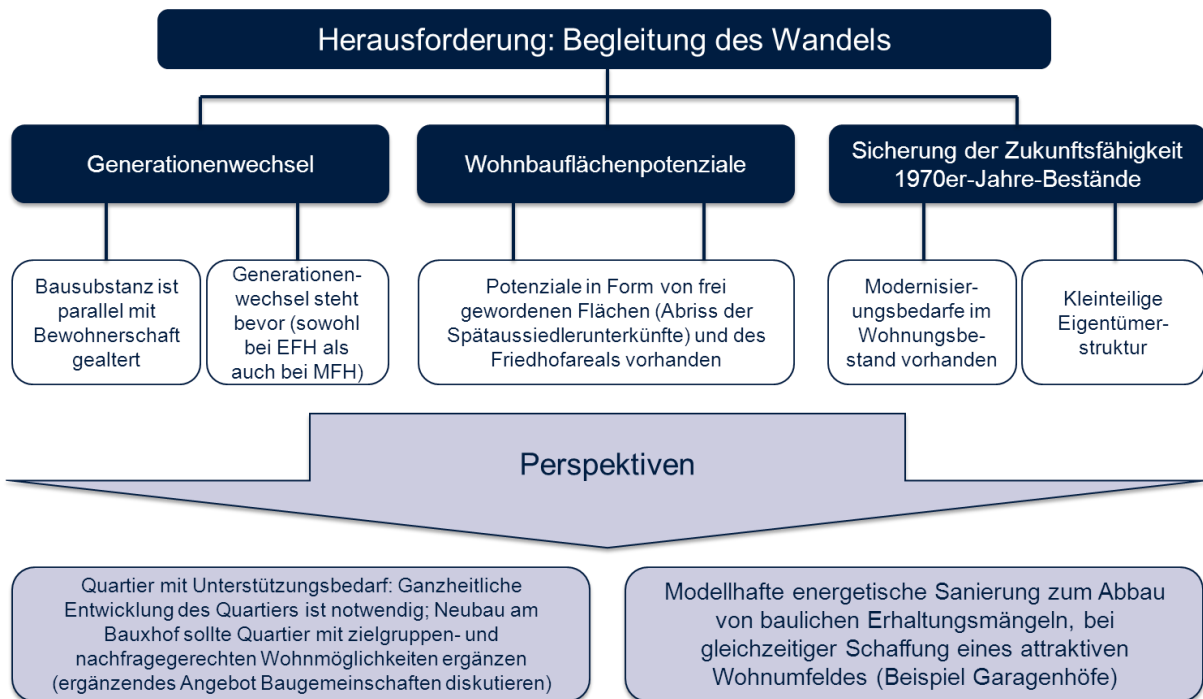 Herausforderung: Begleitung des Wandels
Generationenwechsel
Wohnbauflächenpotenziale
Sicherung der Zukunftsfähigkeit
1970er-Jahre-Bestände
Bausubstanz ist
parallel mit
Bewohnerschaft
gealtert
Generationen-
wechsel steht
bevor (sowohl
bei EFH als
auch bei MFH)
Potenziale in Form von frei
gewordenen Flächen (Abriss der
Spätaussiedlerunterkünfte) und des
Friedhofareals vorhanden
Modernisier-
ungsbedarfe im
Wohnungsbe-
stand vorhanden
Kleinteilige
Eigentümer-
struktur
Perspektiven
Quartier mit Unterstützungsbedarf: Ganzheitliche
Entwicklung des Quartiers ist notwendig; Neubau am
Bauxhof sollte Quartier mit zielgruppen- und
nachfragegerechten Wohnmöglichkeiten ergänzen
(ergänzendes Angebot Baugemeinschaften diskutieren)
Modellhafte energetische Sanierung zum Abbau
von baulichen Erhaltungsmängeln, bei
gleichzeitiger Schaffung eines attraktiven
Wohnumfeldes (Beispiel Garagenhöfe)